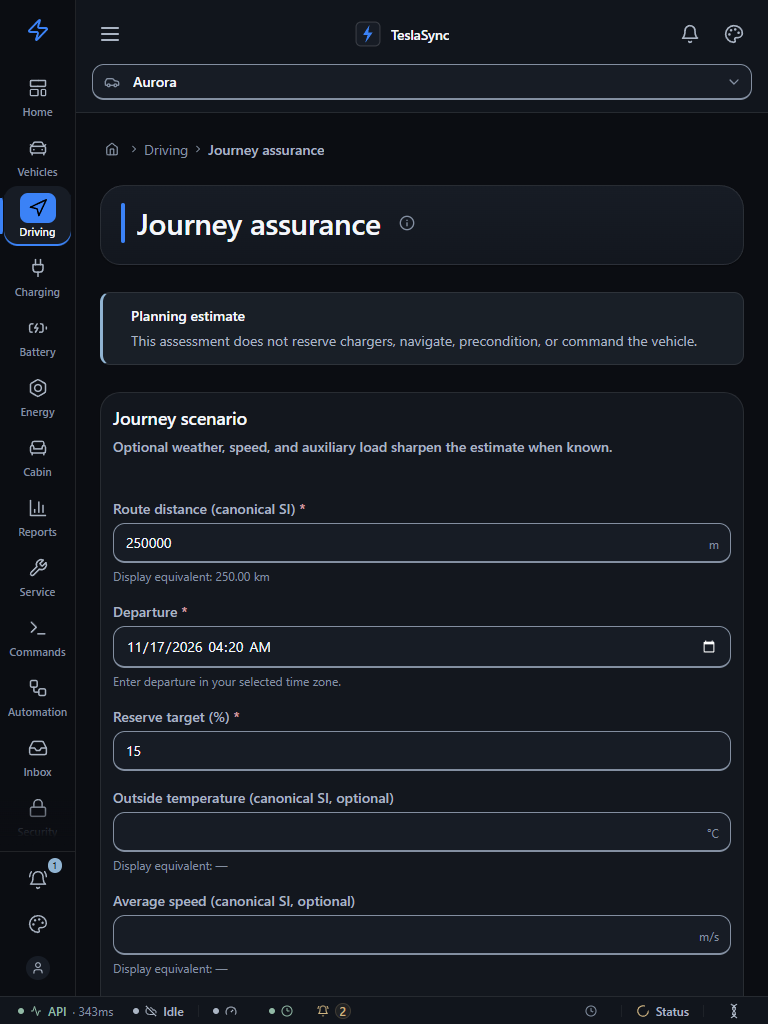 TeslaSync
Aurora
Home
Vehicles
Driving
Charging
Battery
Energy
Cabin
Reports
Service
Commands
Automation
Inbox
Security
1
Driving
Journey assurance
Journey assurance
Planning estimate
This assessment does not reserve chargers, navigate, precondition, or command the vehicle.
Journey scenario
Optional weather, speed, and auxiliary load sharpen the estimate when known.
Route distance (canonical SI) *
250000 m
Display equivalent: 250.00 km
Departure *
11/17/2026 04:20 AM
Enter departure in your selected time zone.
Reserve target (%) *
15
Outside temperature (canonical SI, optional)
°C
Display equivalent: —
Average speed (canonical SI, optional)
m/s
Display equivalent: —
API · 343ms Idle 2 Status